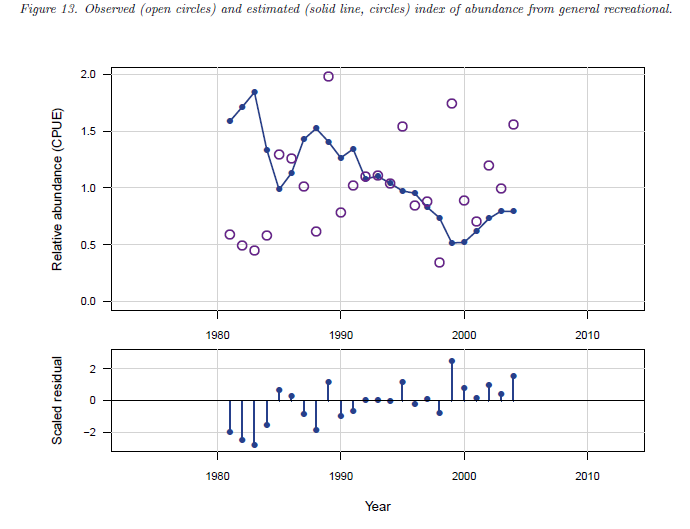 Figure 13. Observed (open circles) and estimated (solid line, circles) index of abundance from general recreational.
2.0
1.5
1.0
0.5
0.0
Relative abundance (CPUE)
1980 1990 2000 2010
2
0
−2
Scaled residual
1980 1990 2000 2010
Year